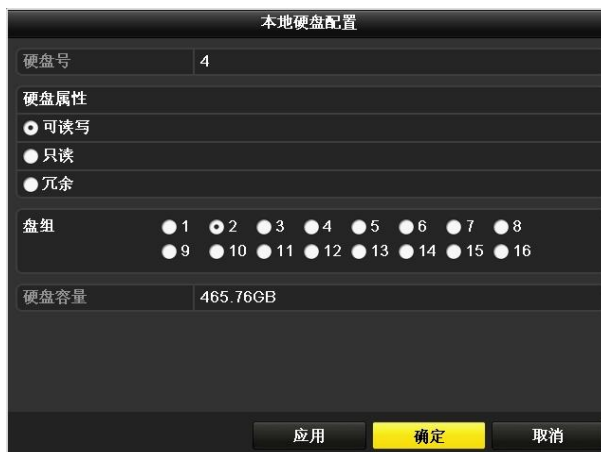 本地硬盘配置
硬盘号 4
硬盘属性
可读写
只读
冗余
盘组 1 2 3 4 5 6 7 8
9 10 11 12 13 14 15 16
硬盘容量 465.76GB
应用 确定 取消